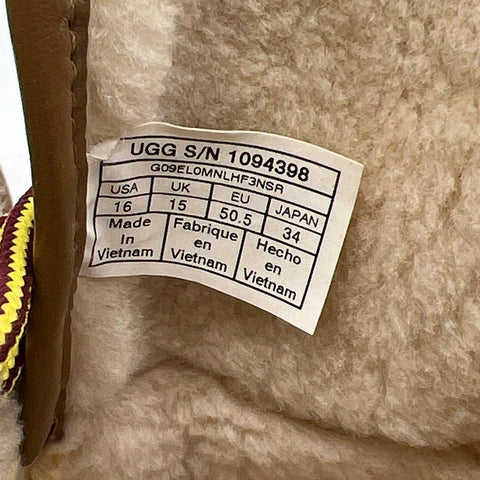 UGG S/N 1094398
G09EL0MNLHF3NSR
USA UK EU JAPAN
16 15 50.5 34
Made In Vietnam
Fabrique en Vietnam
Hecho en Vietnam